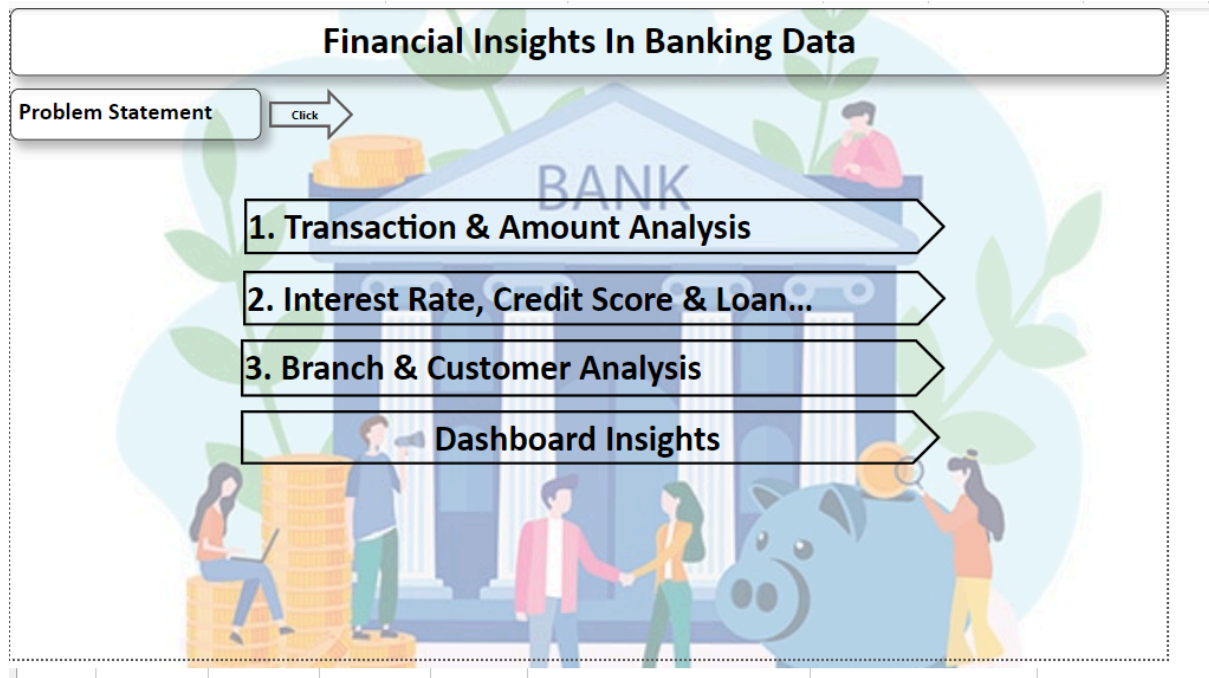 Financial Insights In Banking Data
Problem Statement
Click
BANK
1. Transaction & Amount Analysis
2. Interest Rate, Credit Score & Loan...
3. Branch & Customer Analysis
Dashboard Insights